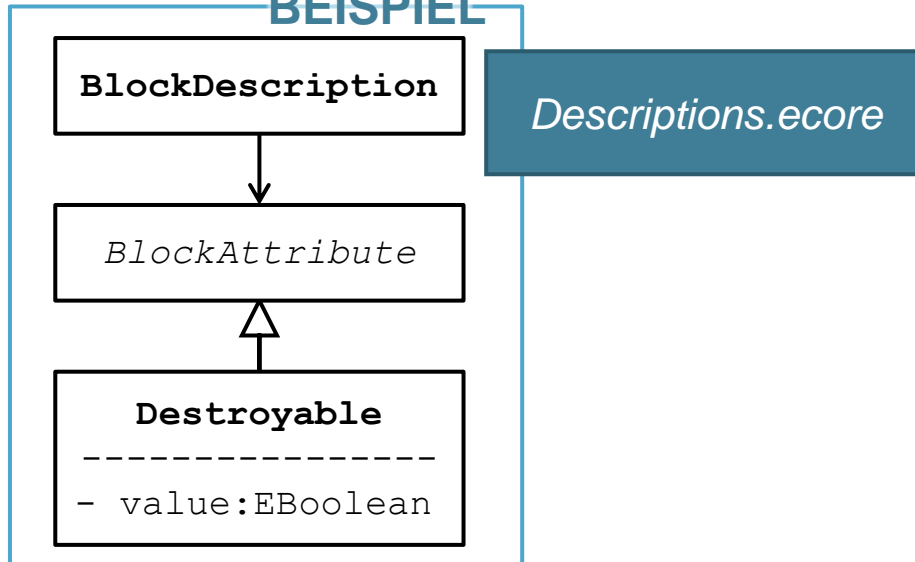 BEISPIEL
BlockDescription
Descriptions.ecore
BlockAttribute
Destroyable
----------------
- value:EBoolean